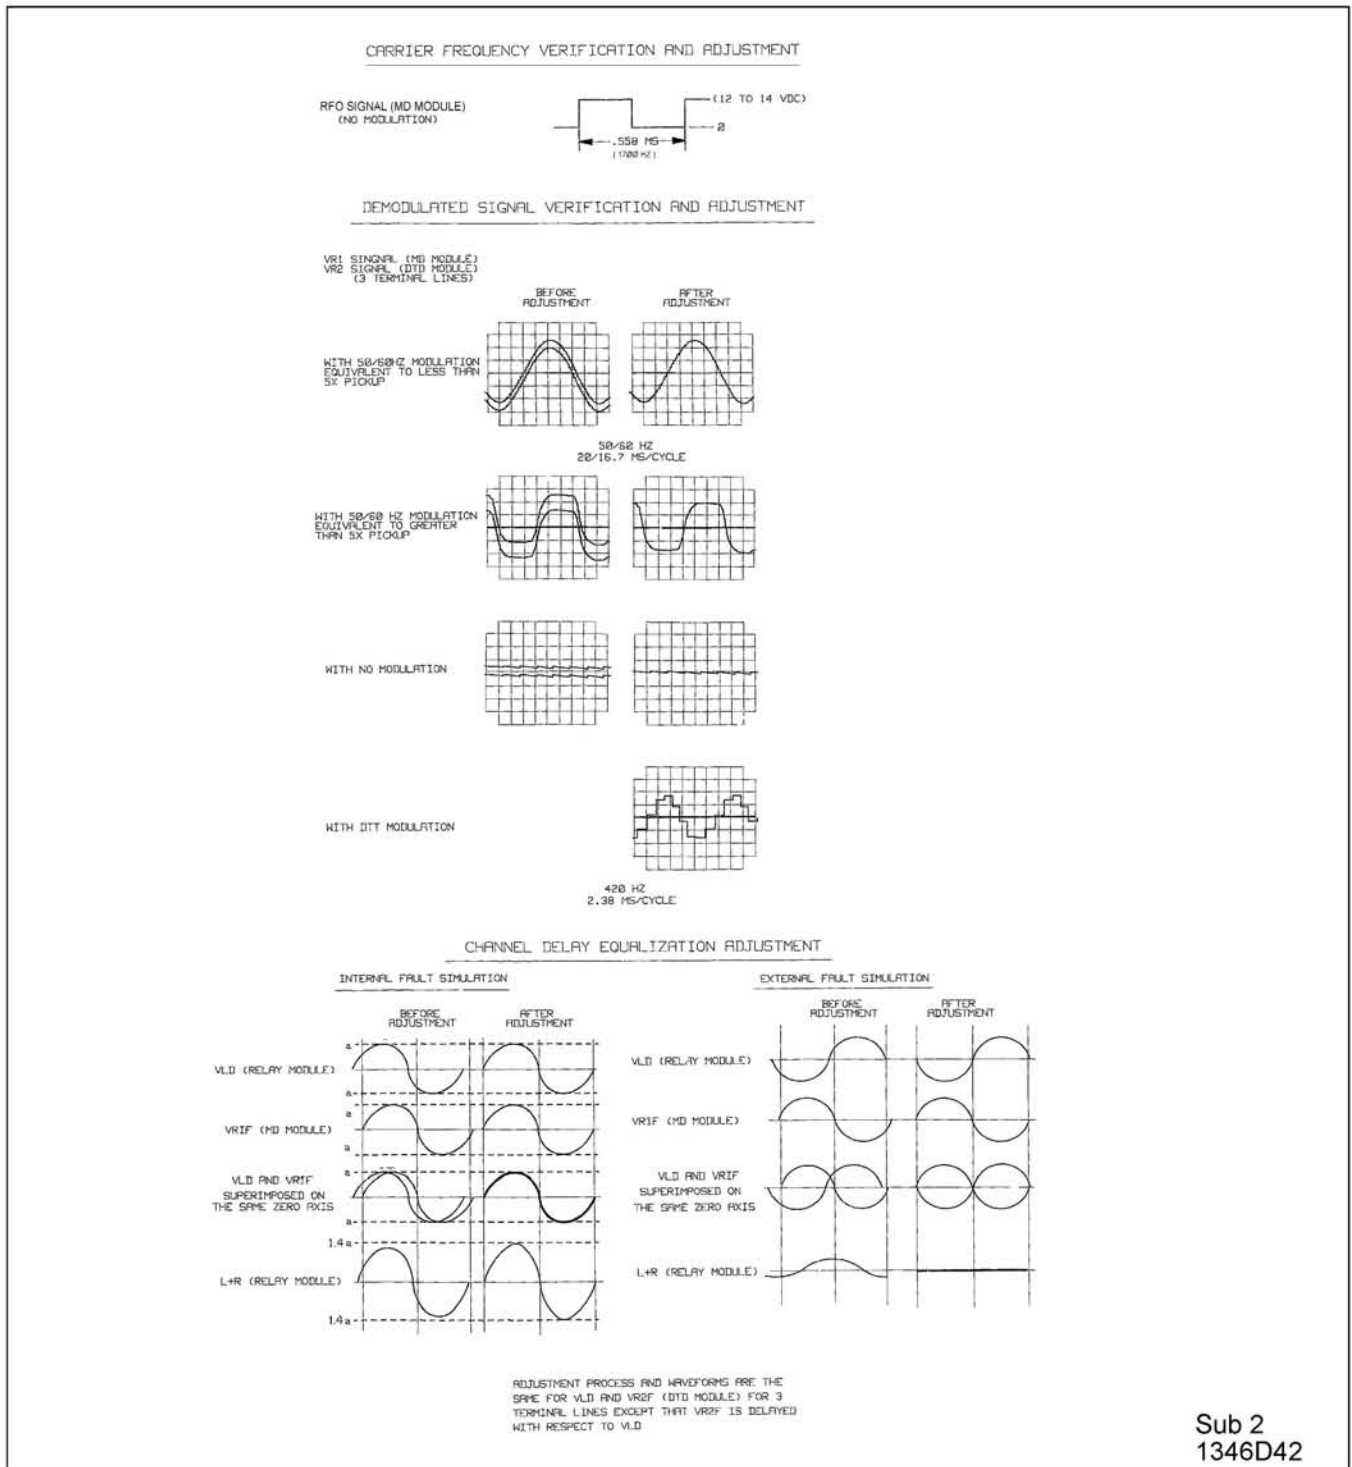 CARRIER FREQUENCY VERIFICATION AND ADJUSTMENT
RFO SIGNAL (MD MODULE)
(NO MODULATION)
(12 TO 14 VDC)
0
.558 MS
(1700 HZ)
DEMODULATED SIGNAL VERIFICATION AND ADJUSTMENT
VR1 SINGNAL (MD MODULE)
VR2 SIGNAL (DTD MODULE)
(3 TERMINAL LINES)
BEFORE
ADJUSTMENT
AFTER
ADJUSTMENT
WITH 50/60HZ MODULATION
EQUIVALENT TO LESS THAN
5X PICKUP
50/60 HZ
20/16.7 MS/CYCLE
WITH 50/60 HZ MODULATION
EQUIVALENT TO GREATER
THAN 5X PICKUP
WITH NO MODULATION
WITH DTT MODULATION
420 HZ
2.38 MS/CYCLE
CHANNEL DELAY EQUALIZATION ADJUSTMENT
INTERNAL FAULT SIMULATION
BEFORE
ADJUSTMENT
AFTER
ADJUSTMENT
a
VLD (RELAY MODULE)
a
a
VRIF (MD MODULE)
a
a
VLD AND VRIF
SUPERIMPOSED ON
THE SAME ZERO AXIS
a
1.4a
L+R (RELAY MODULE)
1.4a
EXTERNAL FAULT SIMULATION
BEFORE
ADJUSTMENT
AFTER
ADJUSTMENT
VLD (RELAY MODULE)
VRIF (MD MODULE)
VLD AND VRIF
SUPERIMPOSED ON
THE SAME ZERO AXIS
L+R (RELAY MODULE)
ADJUSTMENT PROCESS AND WAVEFORMS ARE THE
SAME FOR VLD AND VR2F (DTD MODULE) FOR 3
TERMINAL LINES EXCEPT THAT VR2F IS DELAYED
WITH RESPECT TO VLD
Sub 2
1346D42